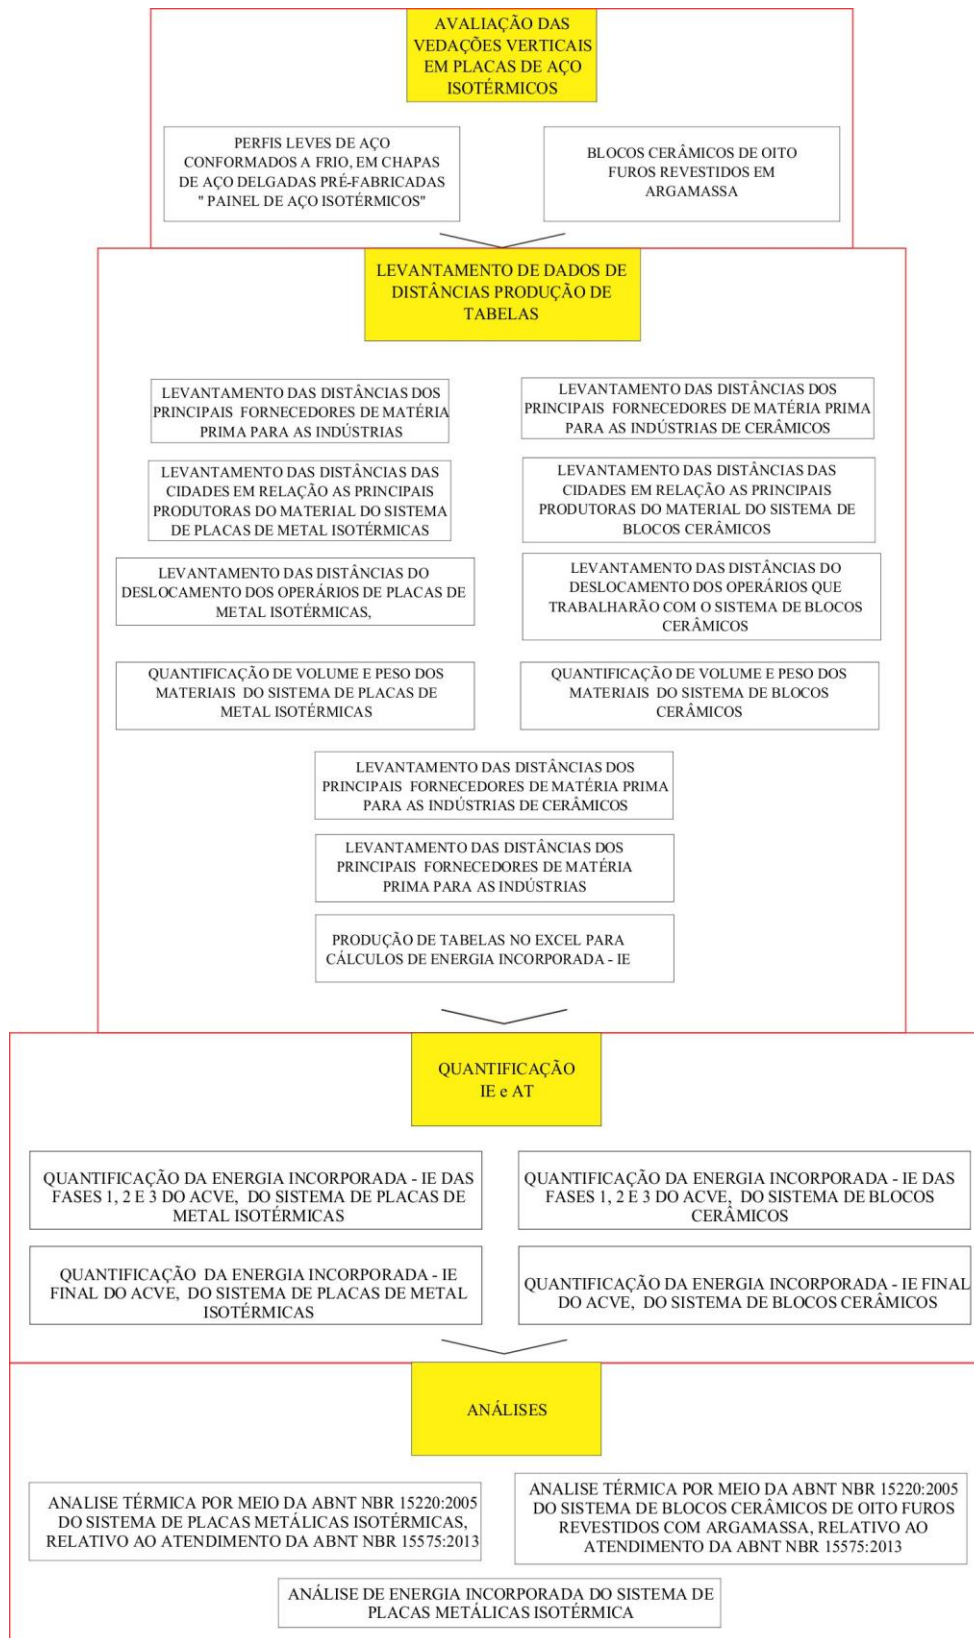 AVALIAÇÃO DAS
VEDAÇÕES VERTICAIS
EM PLACAS DE AÇO
ISOTÉRMICOS
PERFIS LEVES DE AÇO
CONFORMADOS A FRIO, EM CHAPAS
DE AÇO DELGADAS PRÉ-FABRICADAS
" PAINEL DE AÇO ISOTÉRMICOS"
BLOCOS CERÂMICOS DE OITO
FUROS REVESTIDOS EM
ARGAMASSA
LEVANTAMENTO DE DADOS DE
DISTÂNCIAS PRODUÇÃO DE
TABELAS
LEVANTAMENTO DAS DISTÂNCIAS DOS
PRINCIPAIS FORNECEDORES DE MATÉRIA
PRIMA PARA AS INDÚSTRIAS
LEVANTAMENTO DAS DISTÂNCIAS DOS
PRINCIPAIS FORNECEDORES DE MATÉRIA PRIMA
PARA AS INDÚSTRIAS DE CERÂMICOS
LEVANTAMENTO DAS DISTÂNCIAS DAS
CIDADES EM RELAÇÃO AS PRINCIPAIS
PRODUTORAS DO MATERIAL DO SISTEMA
DE PLACAS DE METAL ISOTÉRMICAS
LEVANTAMENTO DAS DISTÂNCIAS DAS
CIDADES EM RELAÇÃO AS PRINCIPAIS
PRODUTORAS DO MATERIAL DO SISTEMA DE
BLOCOS CERÂMICOS
LEVANTAMENTO DAS DISTÂNCIAS DO
DESLOCAMENTO DOS OPERÁRIOS DE PLACAS DE
METAL ISOTÉRMICAS,
LEVANTAMENTO DAS DISTÂNCIAS DO
DESLOCAMENTO DOS OPERÁRIOS QUE
TRABALHARÃO COM O SISTEMA DE BLOCOS
CERÂMICOS
QUANTIFICAÇÃO DE VOLUME E PESO DOS
MATERIAIS DO SISTEMA DE PLACAS DE
METAL ISOTÉRMICAS
QUANTIFICAÇÃO DE VOLUME E PESO DOS
MATERIAIS DO SISTEMA DE BLOCOS
CERÂMICOS
LEVANTAMENTO DAS DISTÂNCIAS DOS
PRINCIPAIS FORNECEDORES DE MATÉRIA PRIMA
PARA AS INDÚSTRIAS DE CERÂMICOS
LEVANTAMENTO DAS DISTÂNCIAS DOS
PRINCIPAIS FORNECEDORES DE MATÉRIA
PRIMA PARA AS INDÚSTRIAS
PRODUÇÃO DE TABELAS NO EXCEL PARA
CÁLCULOS DE ENERGIA INCORPORADA - IE
QUANTIFICAÇÃO
IE e AT
QUANTIFICAÇÃO DA ENERGIA INCORPORADA - IE DAS
FASES 1, 2 E 3 DO ACVE, DO SISTEMA DE PLACAS DE
METAL ISOTÉRMICAS
QUANTIFICAÇÃO DA ENERGIA INCORPORADA - IE DAS
FASES 1, 2 E 3 DO ACVE, DO SISTEMA DE BLOCOS
CERÂMICOS
QUANTIFICAÇÃO DA ENERGIA INCORPORADA - IE
FINAL DO ACVE, DO SISTEMA DE PLACAS DE METAL
ISOTÉRMICAS
QUANTIFICAÇÃO DA ENERGIA INCORPORADA - IE FINAL
DO ACVE, DO SISTEMA DE BLOCOS CERÂMICOS
ANÁLISES
ANALISE TÉRMICA POR MEIO DA ABNT NBR 15220:2005
DO SISTEMA DE PLACAS METÁLICAS ISOTÉRMICAS,
RELATIVO AO ATENDIMENTO DA ABNT NBR 15575:2013
ANALISE TÉRMICA POR MEIO DA ABNT NBR 15220:2005
DO SISTEMA DE BLOCOS CERÂMICOS DE OITO FUROS
REVESTIDOS COM ARGAMASSA, RELATIVO AO
ATENDIMENTO DA ABNT NBR 15575:2013
ANÁLISE DE ENERGIA INCORPORADA DO SISTEMA DE
PLACAS METÁLICAS ISOTÉRMICA